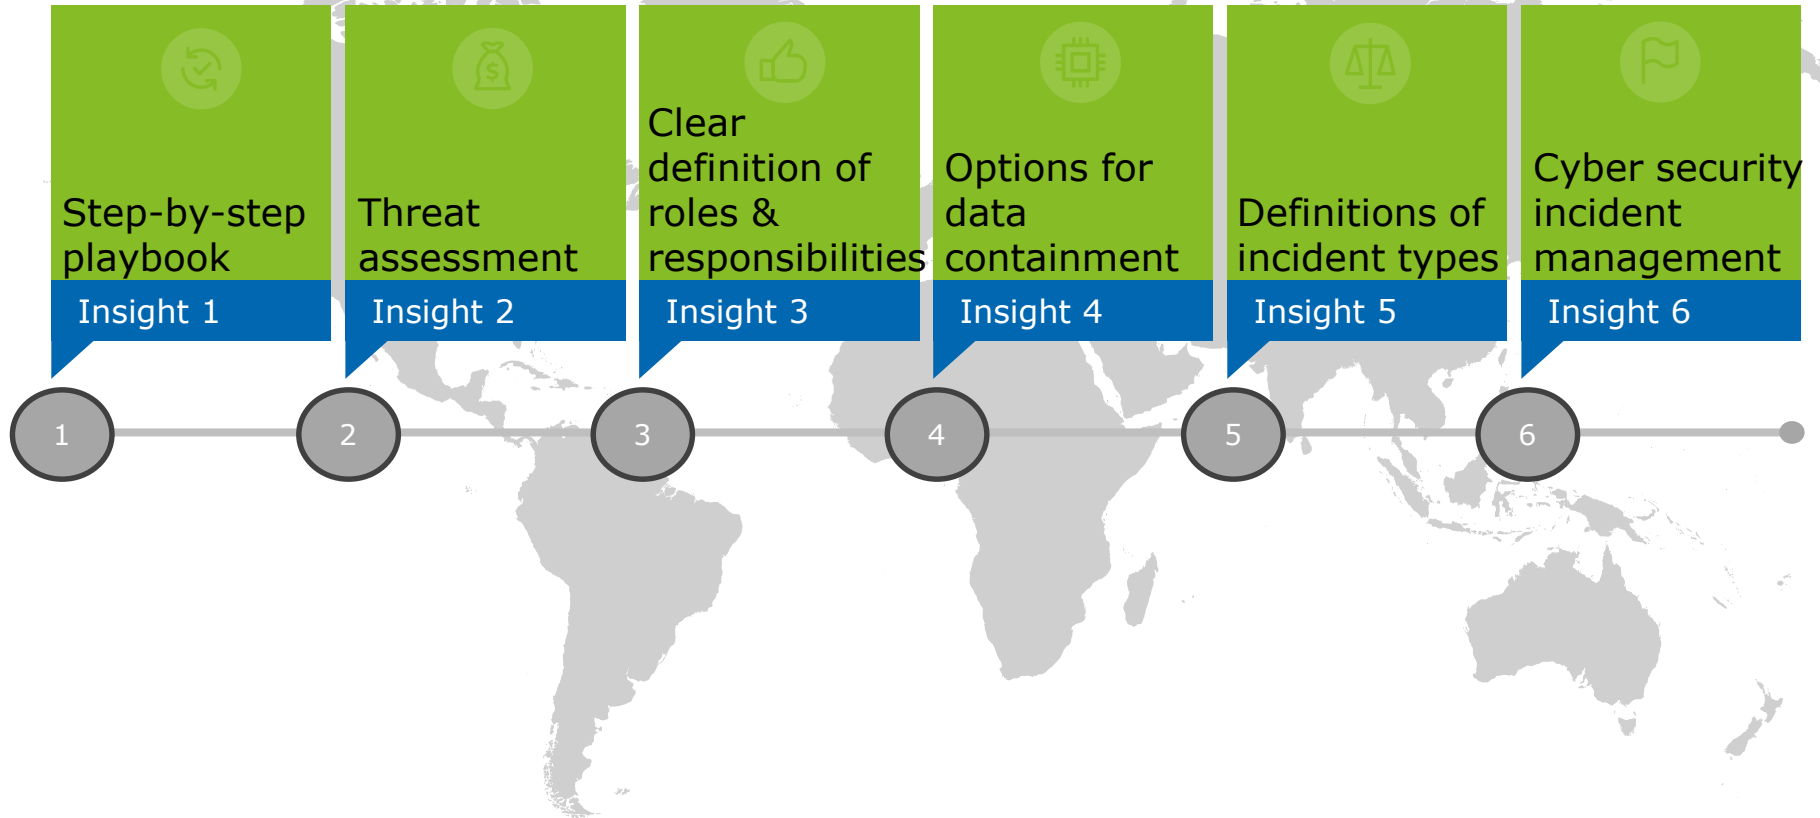 Step-by-step
playbook
Insight 1
Threat
assessment
Insight 2
Clear
definition of
roles &
responsibilities
Insight 3
Options for
data
containment
Insight 4
Definitions of
incident types
Insight 5
Cyber security
incident
management
Insight 6
1
2
3
4
5
6
$